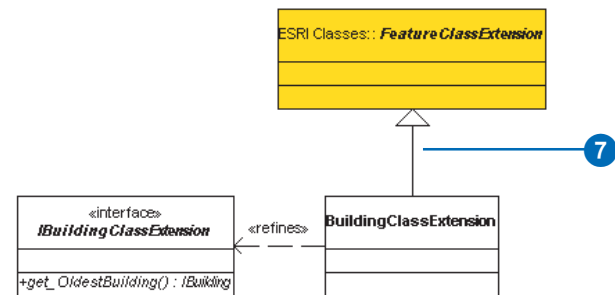 ESRI Classes:: FeatureClassExtension
7
«interface»
IBuildingClassExtension
«refines»
BuildingClassExtension
+get_OldestBuilding() : IBuilding